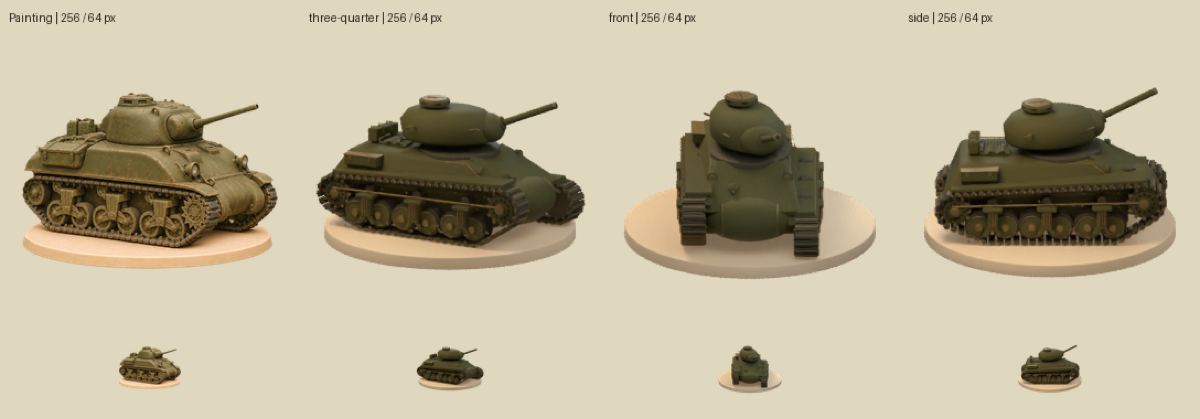 Painting | 256 / 64 px
three-quarter | 256 / 64 px
front | 256 / 64 px
side | 256 / 64 px